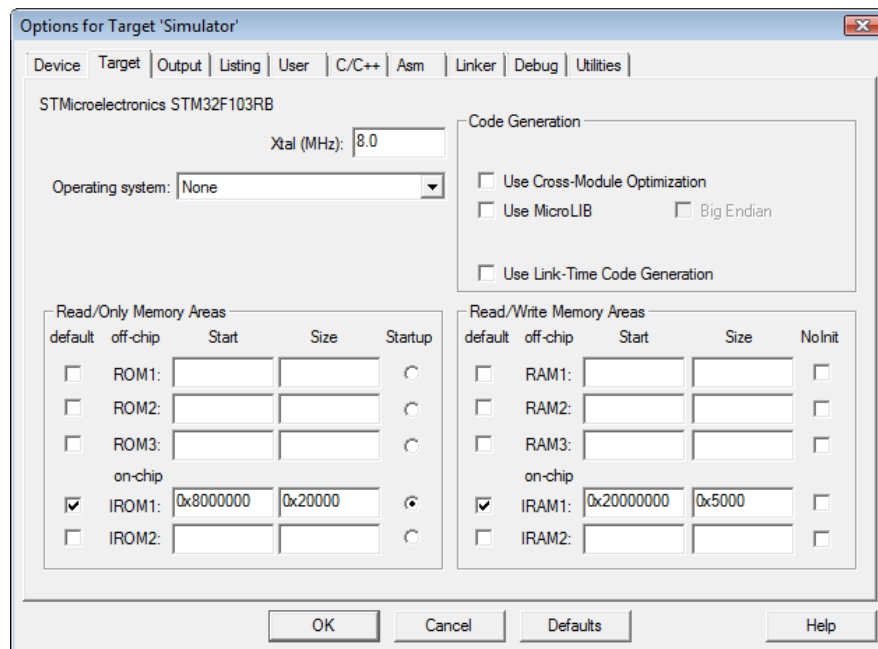 Options for Target 'Simulator'
Device Target Output Listing User C/C++ Asm Linker Debug Utilities
STMicroelectronics STM32F103RB
Xtal (MHz): 8.0
Operating system: None
Code Generation
Use Cross-Module Optimization
Use MicroLIB Big Endian
Use Link-Time Code Generation
Read/Only Memory Areas
default off-chip Start Size Startup
ROM1:
ROM2:
ROM3:
on-chip
IROM1: 0x8000000 0x20000
IROM2:
Read/Write Memory Areas
default off-chip Start Size NoInit
RAM1:
RAM2:
RAM3:
on-chip
IRAM1: 0x20000000 0x5000
IRAM2:
OK Cancel Defaults Help